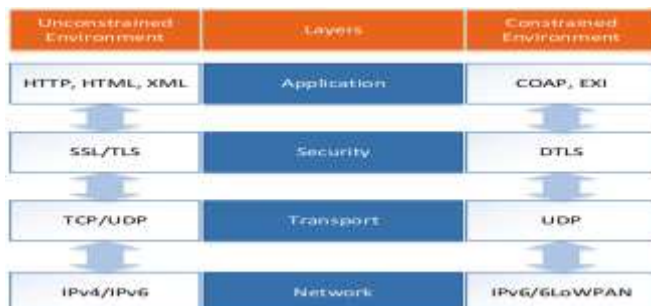 Unconstrained
Environment
Layers
Constrained
Environment
HTTP, HTML, XML
Application
COAP, EXI
SSL/TLS
Security
DTLS
TCP/UDP
Transport
UDP
IPv4/IPv6
Network
IPv6/6LoWPAN